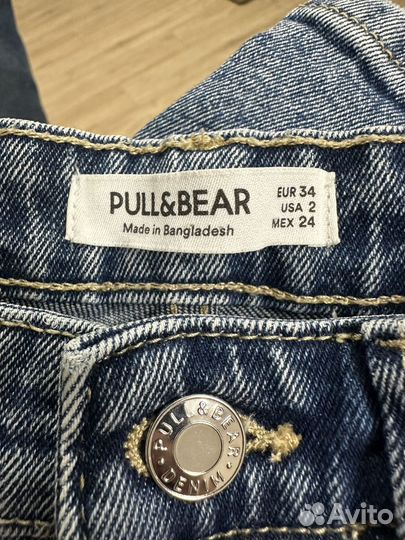 PULL&BEAR
Made in Bangladesh
EUR 34
USA 2
MEX 24
PULL & BEAR
· DENIM ·
Avito